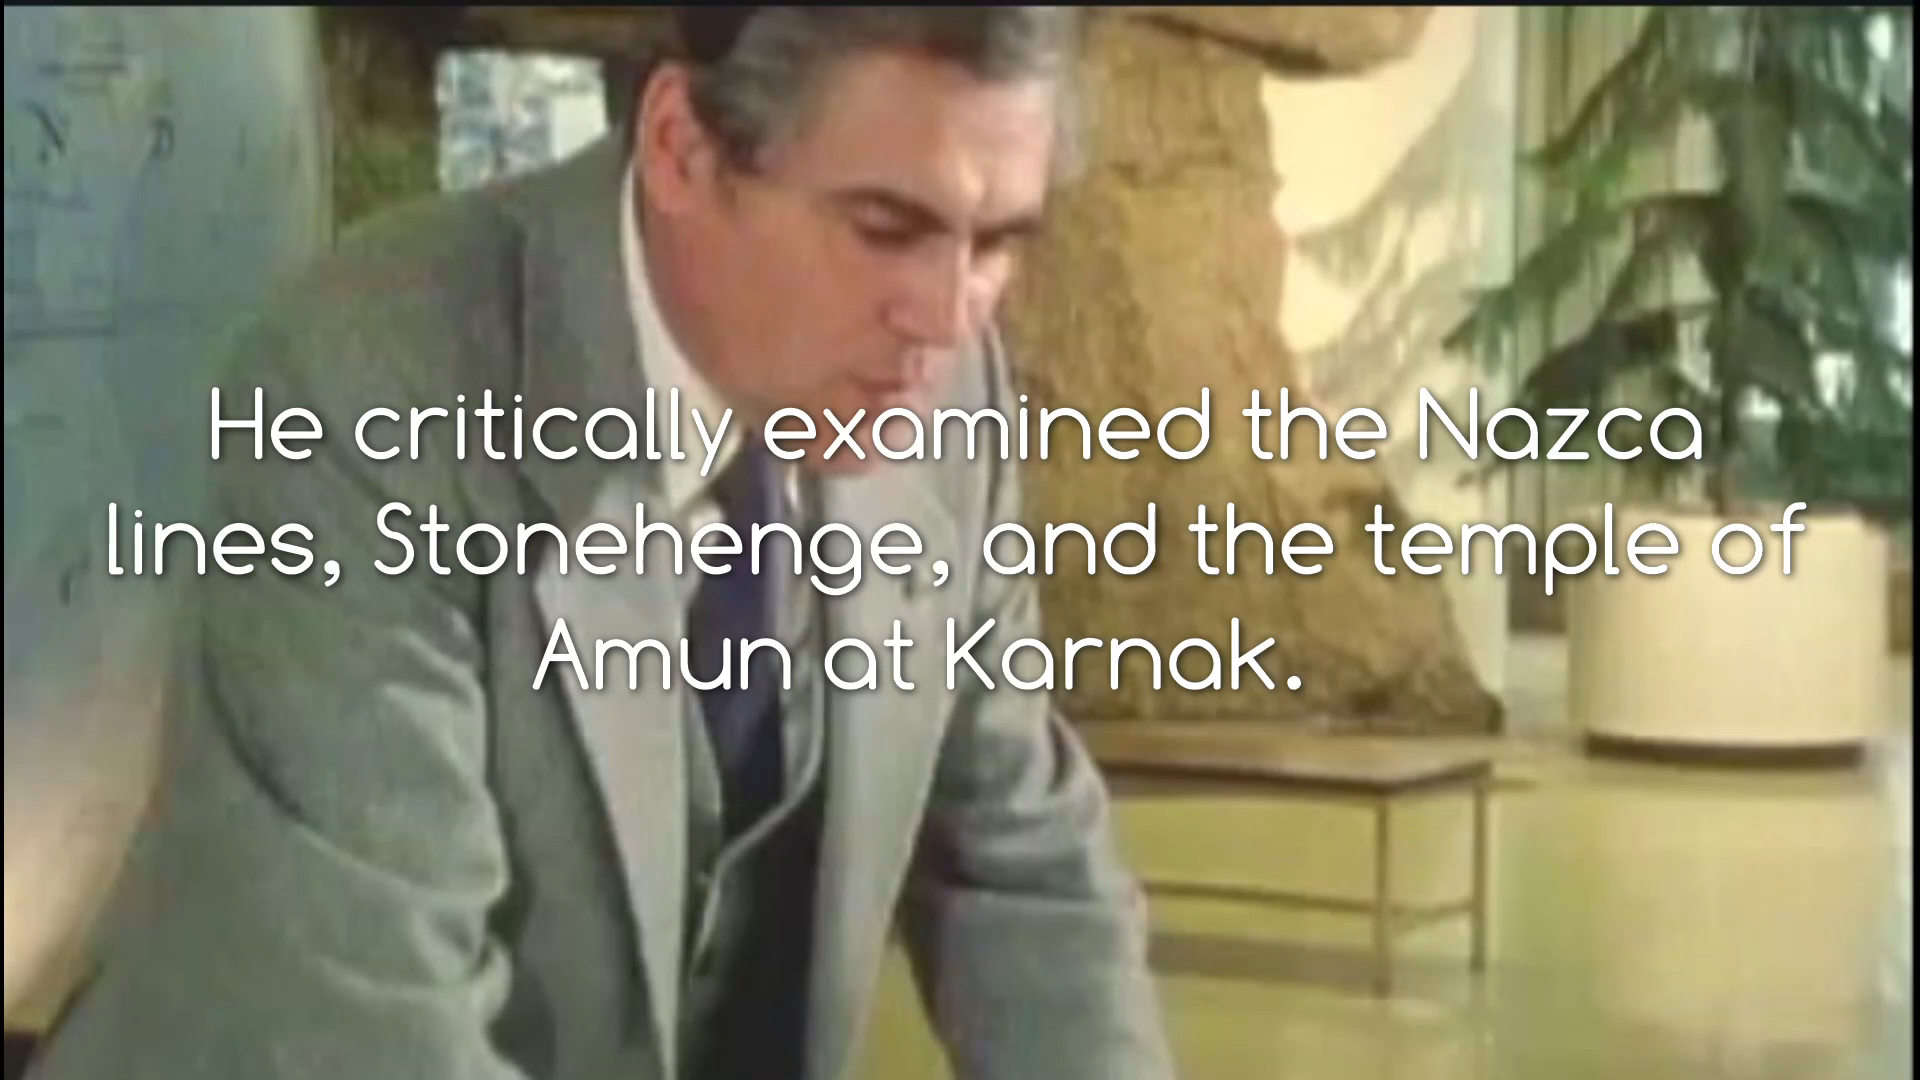 He critically examined the Nazca
lines, Stonehenge, and the temple of
Amun at Karnak.